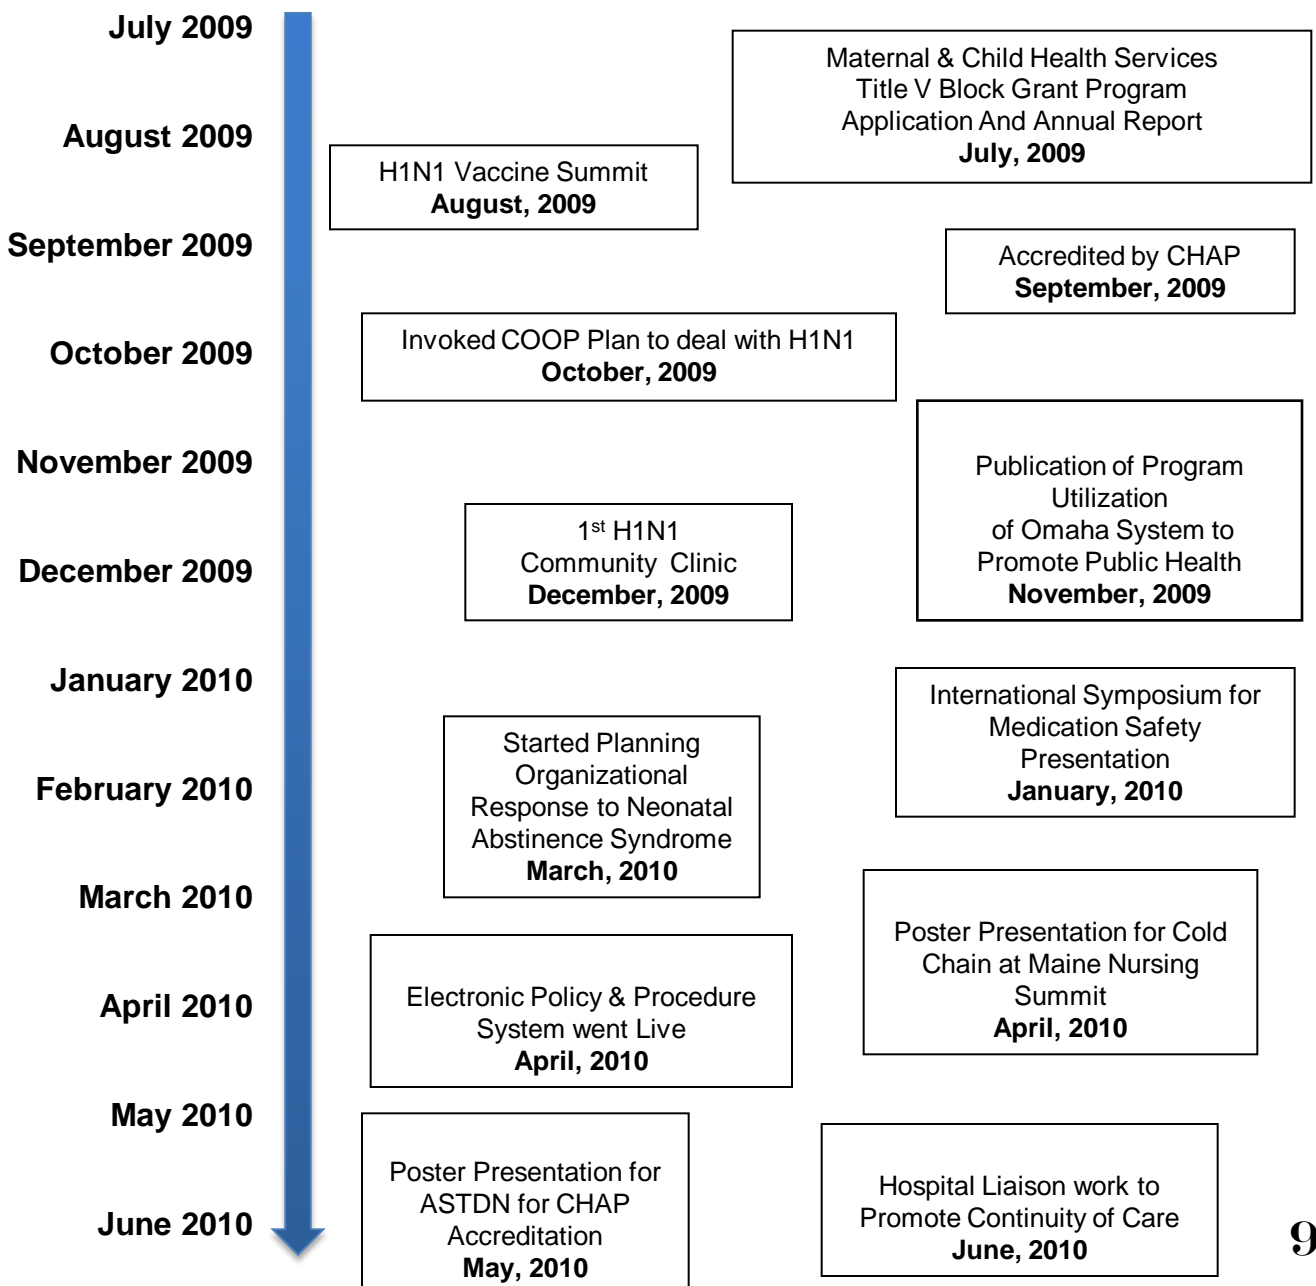 July 2009
August 2009
September 2009
October 2009
November 2009
December 2009
January 2010
February 2010
March 2010
April 2010
May 2010
June 2010
Maternal & Child Health Services
Title V Block Grant Program
Application And Annual Report
July, 2009
H1N1 Vaccine Summit
August, 2009
Accredited by CHAP
September, 2009
Invoked COOP Plan to deal with H1N1
October, 2009
Publication of Program
Utilization
of Omaha System to
Promote Public Health
November, 2009
1st H1N1
Community Clinic
December, 2009
International Symposium for
Medication Safety
Presentation
January, 2010
Started Planning
Organizational
Response to Neonatal
Abstinence Syndrome
March, 2010
Poster Presentation for Cold
Chain at Maine Nursing
Summit
April, 2010
Electronic Policy & Procedure
System went Live
April, 2010
Poster Presentation for
ASTDN for CHAP
Accreditation
May, 2010
Hospital Liaison work to
Promote Continuity of Care
June, 2010
9